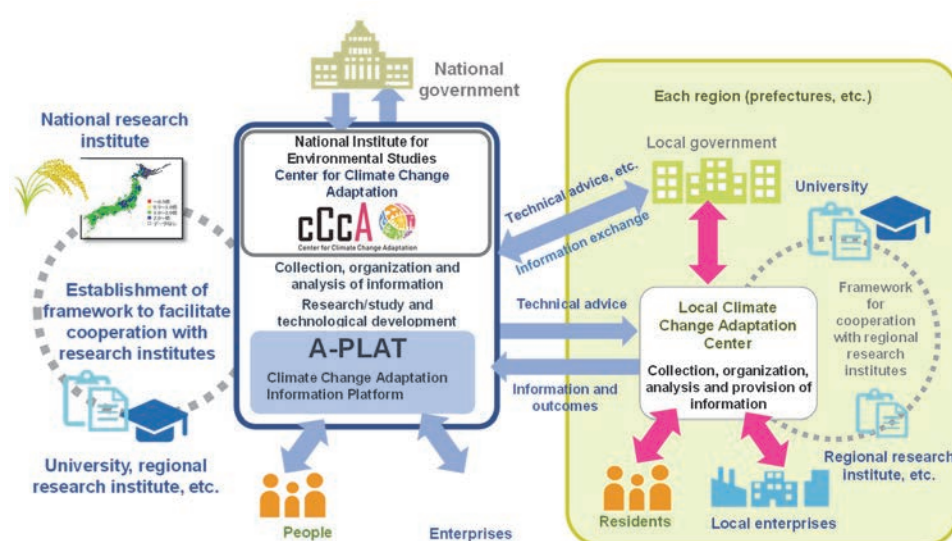 National
government
National research
institute
National Institute for
Environmental Studies
Center for Climate Change
Adaptation
cCcA
Center for Climate Change Adaptation
Collection, organization and
analysis of information
Research/study and
technological development
A-PLAT
Climate Change Adaptation
Information Platform
Establishment of
framework to facilitate
cooperation with
research institutes
University, regional
research institute, etc.
People
Enterprises
Technical advice, etc.
Information exchange
Technical advice
Information and
outcomes
Each region (prefectures, etc.)
Local government
University
Local Climate
Change Adaptation
Center
Collection, organization,
analysis and provision of
information
Framework
for
cooperation
with regional
research
institutes
Regional research
institute, etc.
Residents
Local enterprises